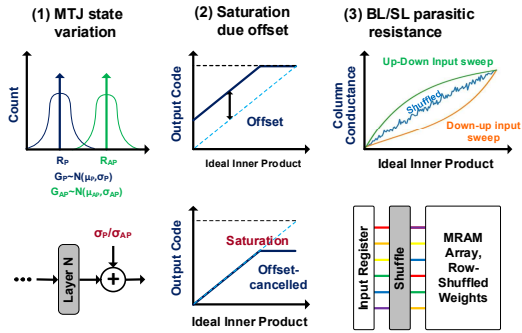 (1) MTJ state
variation
Count
R_P
R_AP
G_P~N(μ_P,σ_P)
G_AP~N(μ_AP,σ_AP)
σ_P/σ_AP
Layer N
+
(2) Saturation
due offset
Output Code
Offset
Ideal Inner Product
Output Code
Saturation
Offset-
cancelled
Ideal Inner Product
(3) BL/SL parasitic
resistance
Up-Down Input sweep
Column
Conductance
Shuffled
Down-up input
sweep
Ideal Inner Product
Input Register
Shuffle
MRAM
Array,
Row-
Shuffled
Weights